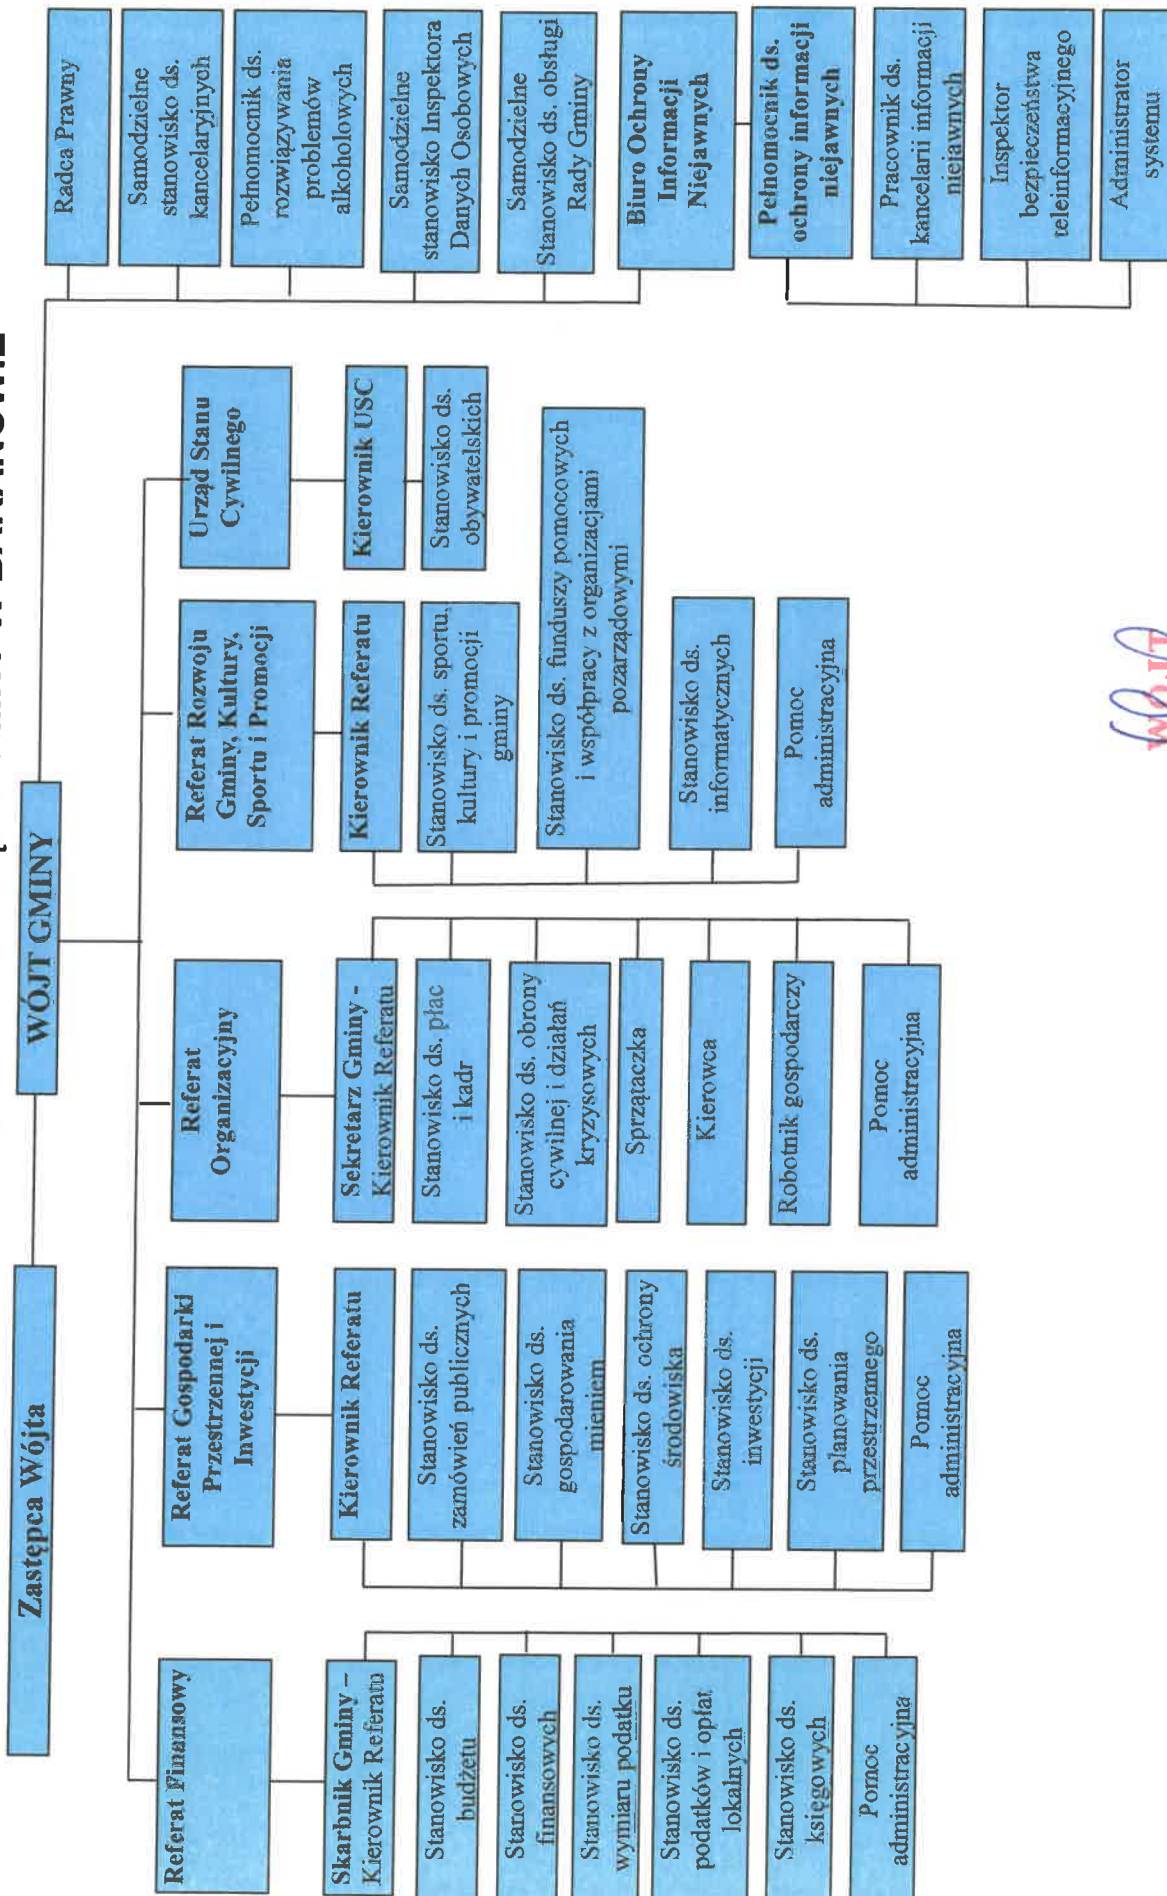 WÓJT GMINY
Zastępca Wójta
Referat Finansowy
Skarbnik Gminy –
Kierownik Referatu
Stanowisko ds.
budżetu
Stanowisko ds.
finansowych
Stanowisko ds.
wymiaru podatku
Stanowisko ds.
podatków i opłat
lokalnych
Stanowisko ds.
księgowych
Pomoc
administracyjna
Referat Gospodarki
Przestrzennej i
Inwestycji
Kierownik Referatu
Stanowisko ds.
zamówień publicznych
Stanowisko ds.
gospodarowania
mieniem
Stanowisko ds. ochrony
środowiska
Stanowisko ds.
inwestycji
Stanowisko ds.
planowania
przestrzennego
Pomoc
administracyjna
Referat
Organizacyjny
Sekretarz Gminy -
Kierownik Referatu
Stanowisko ds. płac
i kadr
Stanowisko ds. obrony
cywilnej i działań
kryzysowych
Sprzątaczka
Kierowca
Robotnik gospodarczy
Pomoc
administracyjna
Referat Rozwoju
Gminy, Kultury,
Sportu i Promocji
Kierownik Referatu
Stanowisko ds. sportu,
kultury i promocji
gminy
Stanowisko ds. funduszy pomocowych
i współpracy z organizacjami
pozarządowymi
Stanowisko ds.
informatycznych
Pomoc
administracyjna
Urząd Stanu
Cywilnego
Kierownik USC
Stanowisko ds.
obywatelskich
Radca Prawny
Samodzielne
stanowisko ds.
kancelaryjnych
Pełnomocnik ds.
rozwiązywania
problemów
alkoholowych
Samodzielne
stanowisko Inspektora
Danych Osobowych
Samodzielne
Stanowisko ds. obsługi
Rady Gminy
Biuro Ochrony
Informacji
Niejawnych
Pełnomocnik ds.
ochrony informacji
niejawnych
Pracownik ds.
kancelarii informacji
niejawnych
Inspektor
bezpieczeństwa
teleinformacyjnego
Administrator
systemu
WÓJT